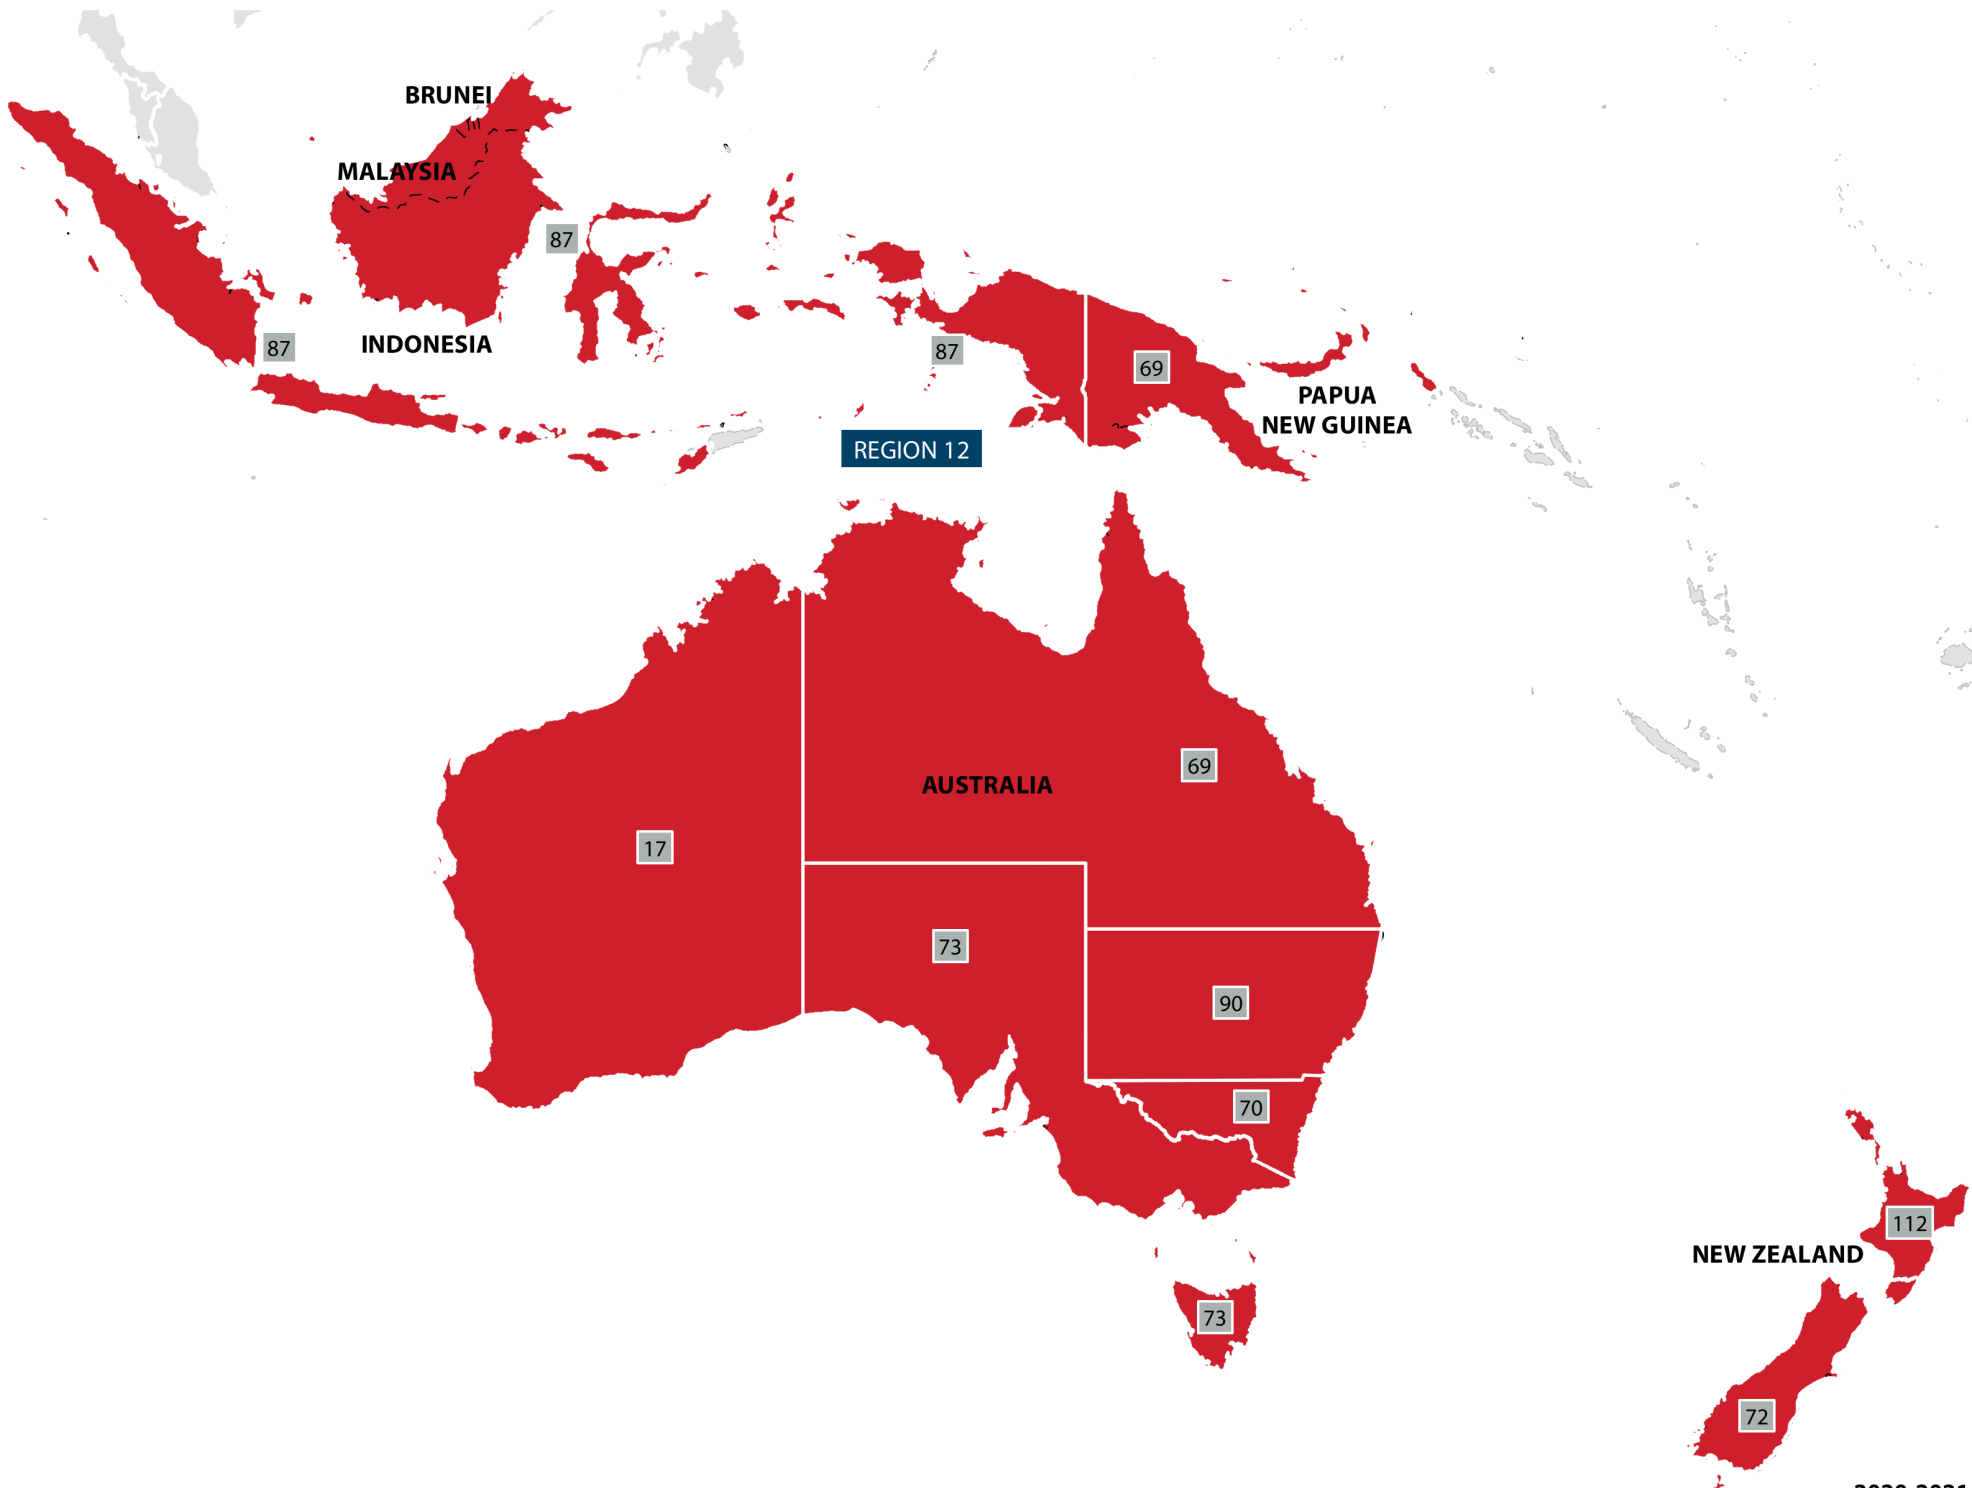 BRUNEI
MALAYSIA
87
87
INDONESIA
87
69
PAPUA
NEW GUINEA
REGION 12
69
AUSTRALIA
17
73
90
70
112
NEW ZEALAND
73
72